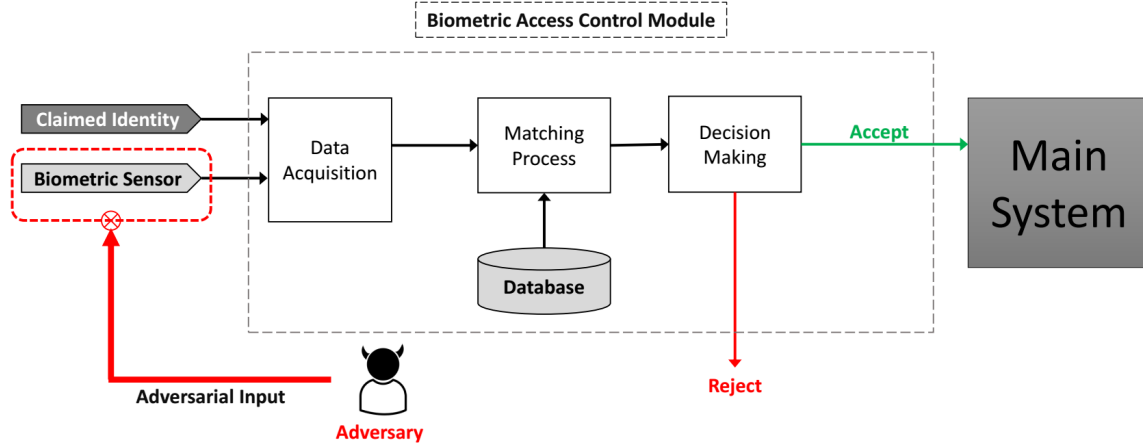 Biometric Access Control Module
Claimed Identity
Biometric Sensor
Data
Acquisition
Matching
Process
Decision
Making
Accept
Main
System
Database
Reject
Adversarial Input
Adversary